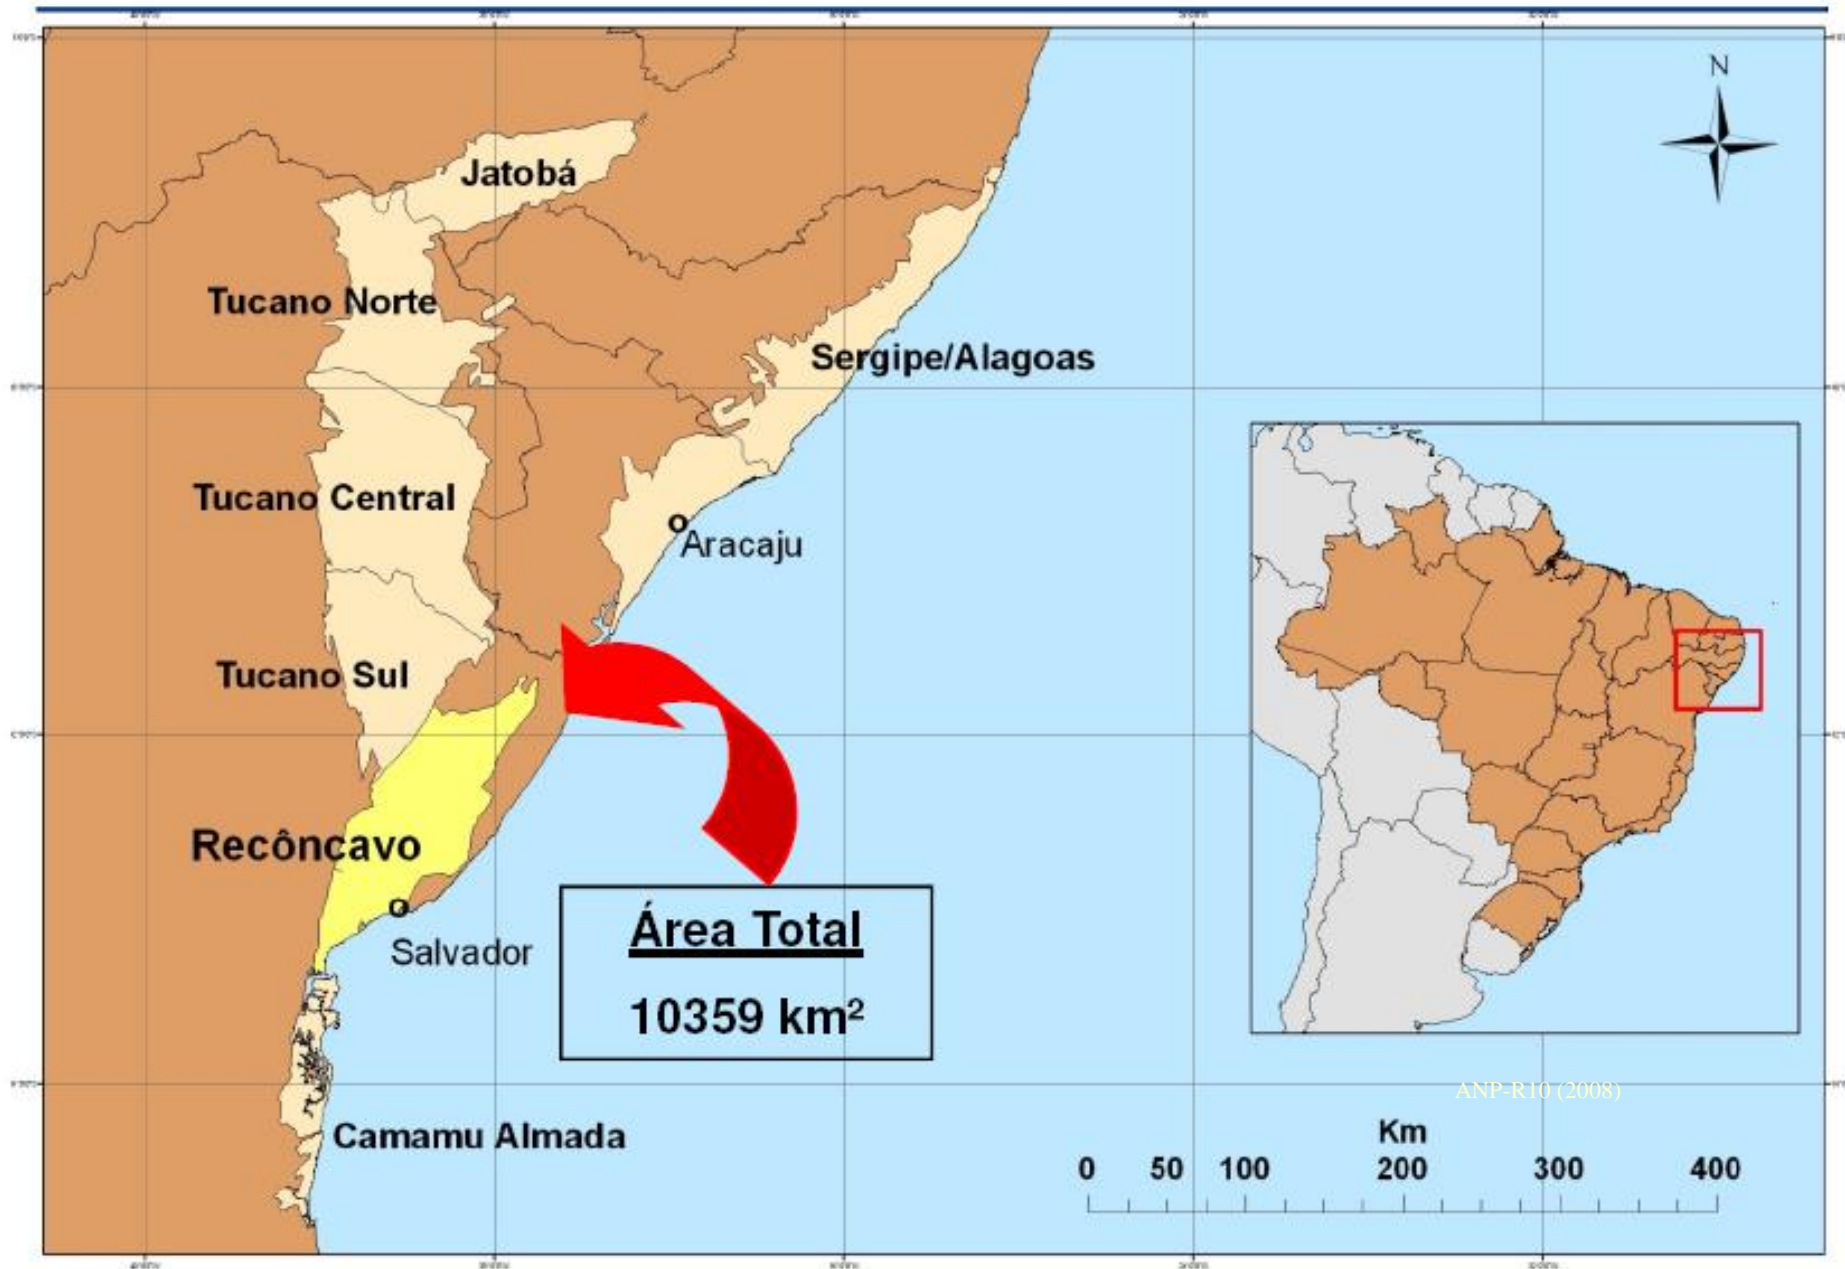 N
Jatobá
Tucano Norte
Sergipe/Alagoas
Tucano Central
Aracaju
Tucano Sul
Recôncavo
Salvador
Área Total
10359 km²
ANP-R10 (2008)
Camamu Almada
Km
0 50 100 200 300 400